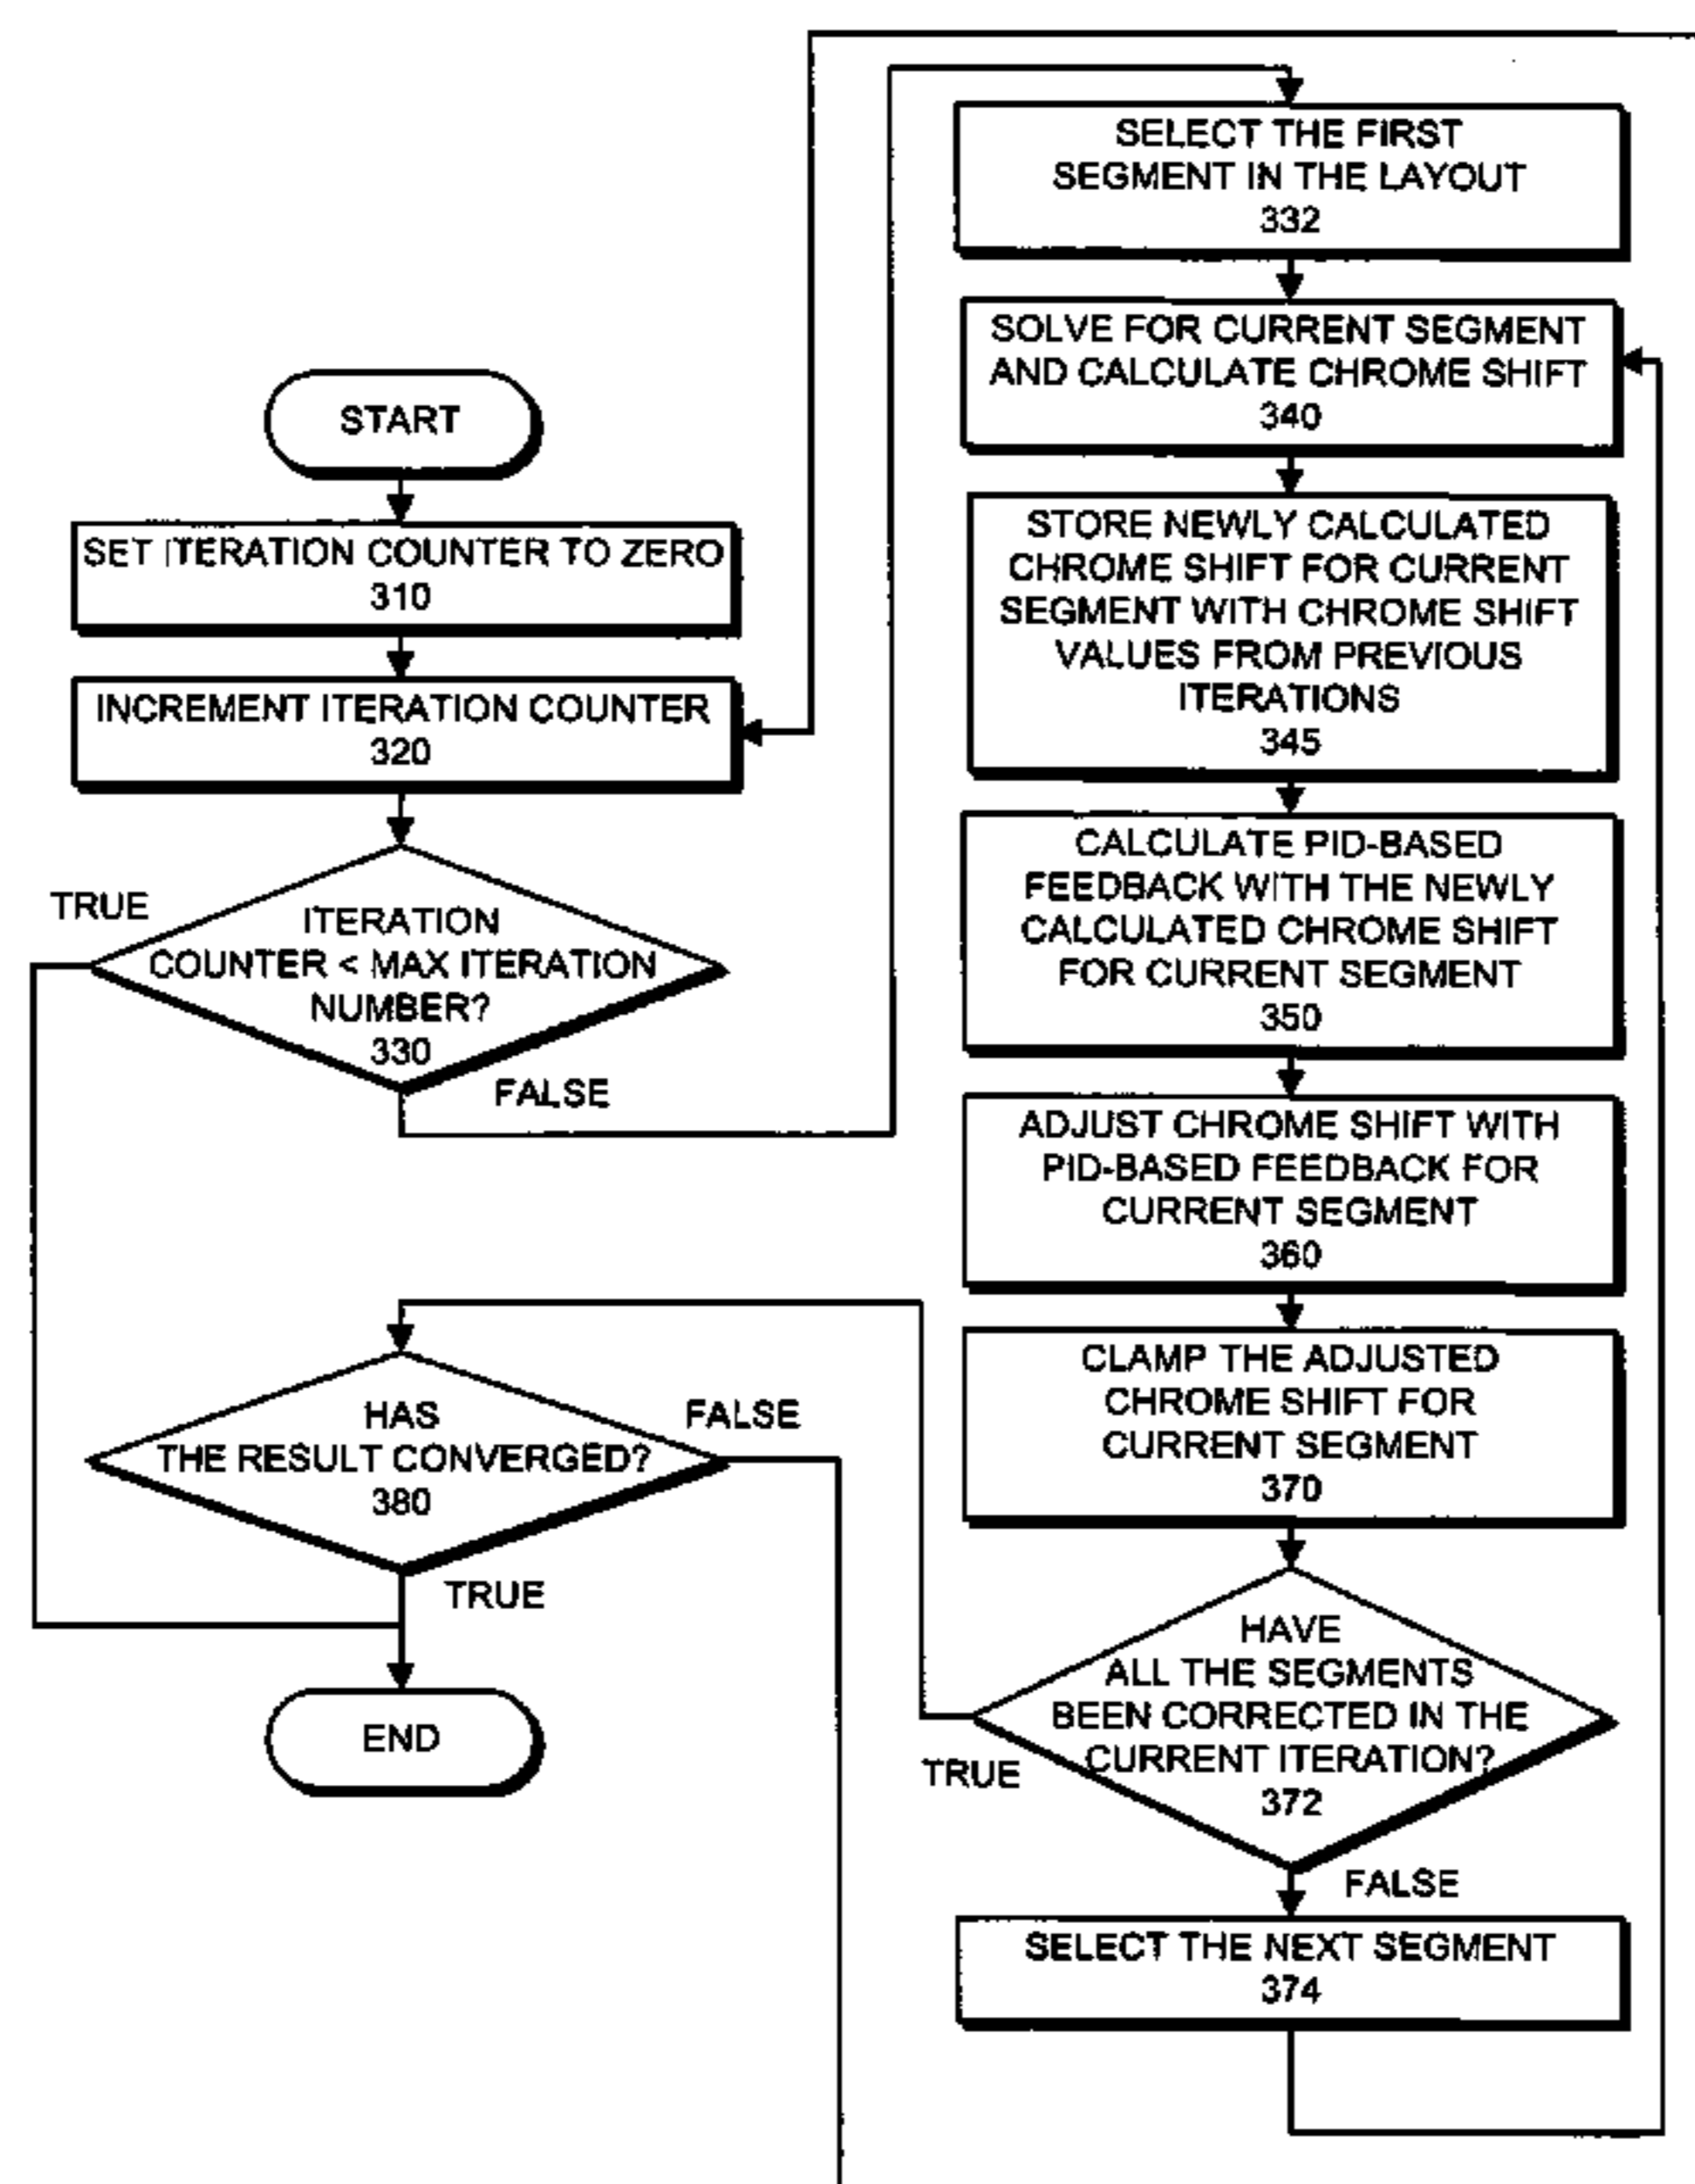 START
SET ITERATION COUNTER TO ZERO
310
INCREMENT ITERATION COUNTER
320
TRUE
ITERATION
COUNTER < MAX ITERATION
NUMBER?
330
FALSE
HAS
THE RESULT CONVERGED?
380
FALSE
TRUE
END
SELECT THE FIRST
SEGMENT IN THE LAYOUT
332
SOLVE FOR CURRENT SEGMENT
AND CALCULATE CHROME SHIFT
340
STORE NEWLY CALCULATED
CHROME SHIFT FOR CURRENT
SEGMENT WITH CHROME SHIFT
VALUES FROM PREVIOUS
ITERATIONS
345
CALCULATE PID-BASED
FEEDBACK WITH THE NEWLY
CALCULATED CHROME SHIFT
FOR CURRENT SEGMENT
350
ADJUST CHROME SHIFT WITH
PID-BASED FEEDBACK FOR
CURRENT SEGMENT
360
CLAMP THE ADJUSTED
CHROME SHIFT FOR
CURRENT SEGMENT
370
HAVE
ALL THE SEGMENTS
BEEN CORRECTED IN THE
CURRENT ITERATION?
372
TRUE
FALSE
SELECT THE NEXT SEGMENT
374